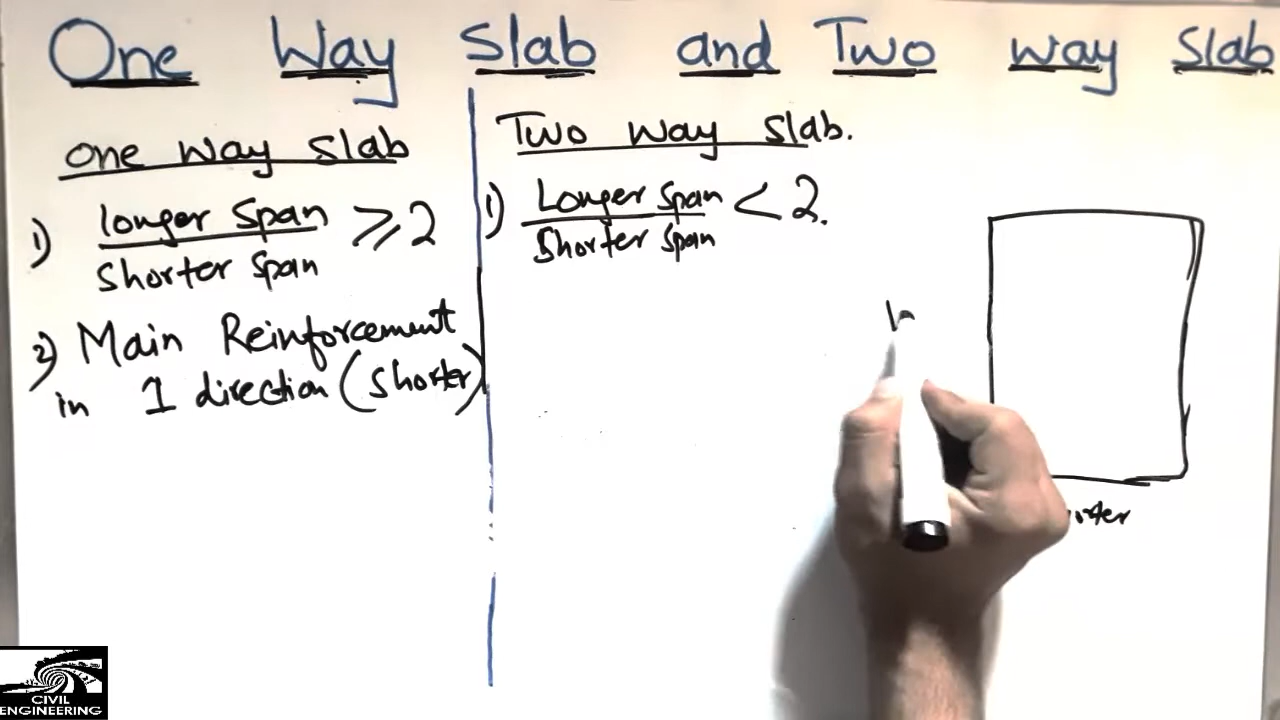 One Way Slab and Two way Slab
one way slab
1) longer span / shorter span ≥ 2
2) Main Reinforcement
in 1 direction (shorter)
Two way slab.
1) Longer span / shorter span < 2.
CIVIL
ENGINEERING